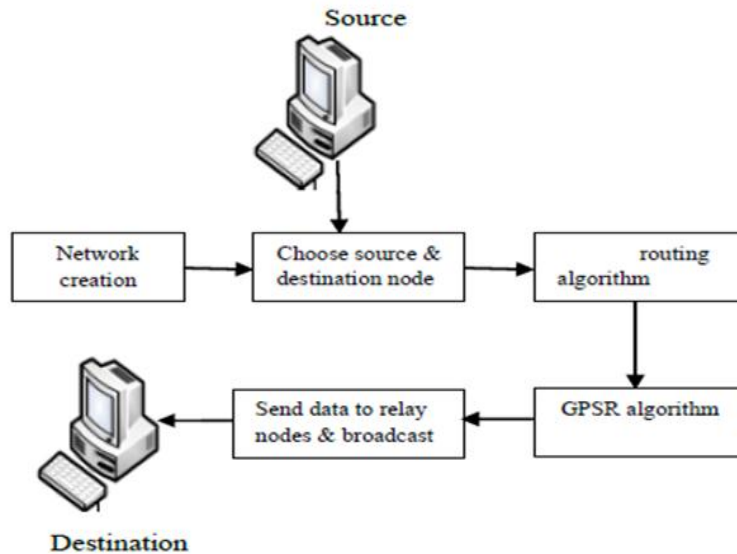 Source
Network
creation
Choose source &
destination node
routing
algorithm
GPSR algorithm
Send data to relay
nodes & broadcast
Destination